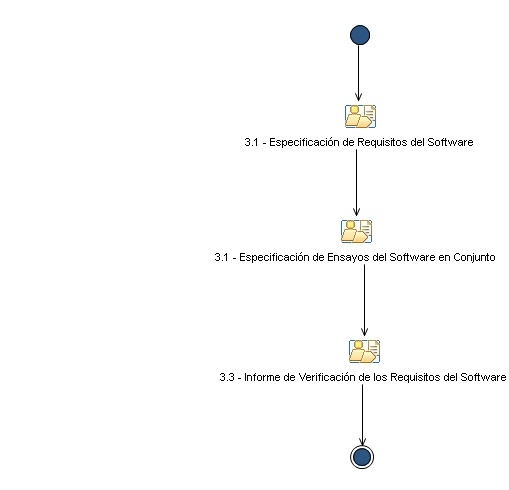 3.1 - Especificación de Requisitos del Software
3.1 - Especificación de Ensayos del Software en Conjunto
3.3 - Informe de Verificación de los Requisitos del Software